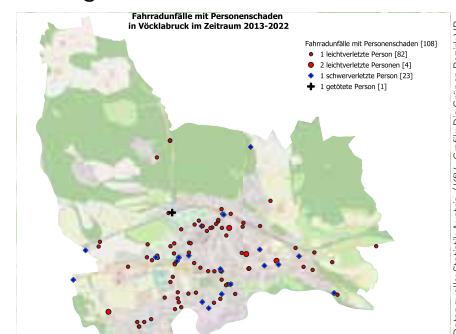 Fahrradunfälle mit Personenschaden
in Vöcklabruck im Zeitraum 2013-2022
Fahrradunfälle mit Personenschaden [108]
1 leichtverletzte Person [82]
2 leichtverletzte Personen [4]
1 schwerverletzte Person [23]
1 getötete Person [1]